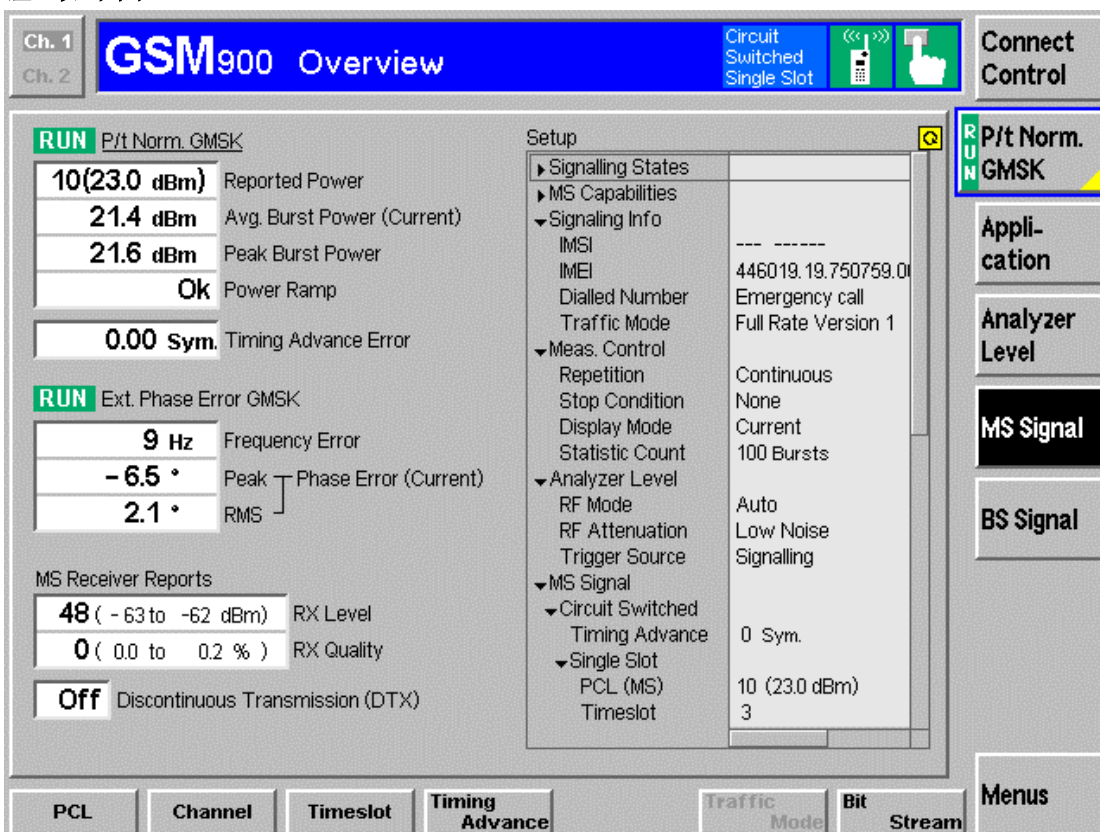 Ch. 1
Ch. 2
GSM900 Overview
Circuit
Switched
Single Slot
Connect
Control
RUN P/t Norm. GMSK
10(23.0 dBm) Reported Power
21.4 dBm Avg. Burst Power (Current)
21.6 dBm Peak Burst Power
Ok Power Ramp
0.00 Sym. Timing Advance Error
RUN Ext. Phase Error GMSK
9 Hz Frequency Error
-6.5 ° Peak Phase Error (Current)
2.1 ° RMS
MS Receiver Reports
48 ( -63 to -62 dBm) RX Level
0 ( 0.0 to 0.2 % ) RX Quality
Off Discontinuous Transmission (DTX)
Setup
Signalling States
MS Capabilities
Signaling Info
IMSI --- ------
IMEI 446019.19.750759.0
Dialled Number Emergency call
Traffic Mode Full Rate Version 1
Meas. Control
Repetition Continuous
Stop Condition None
Display Mode Current
Statistic Count 100 Bursts
Analyzer Level
RF Mode Auto
RF Attenuation Low Noise
Trigger Source Signalling
MS Signal
Circuit Switched
Timing Advance 0 Sym.
Single Slot
PCL (MS) 10 (23.0 dBm)
Timeslot 3
RUN P/t Norm.
GMSK
Appli-
cation
Analyzer
Level
MS Signal
BS Signal
Menus
PCL
Channel
Timeslot
Timing
Advance
Traffic
Mode
Bit
Stream